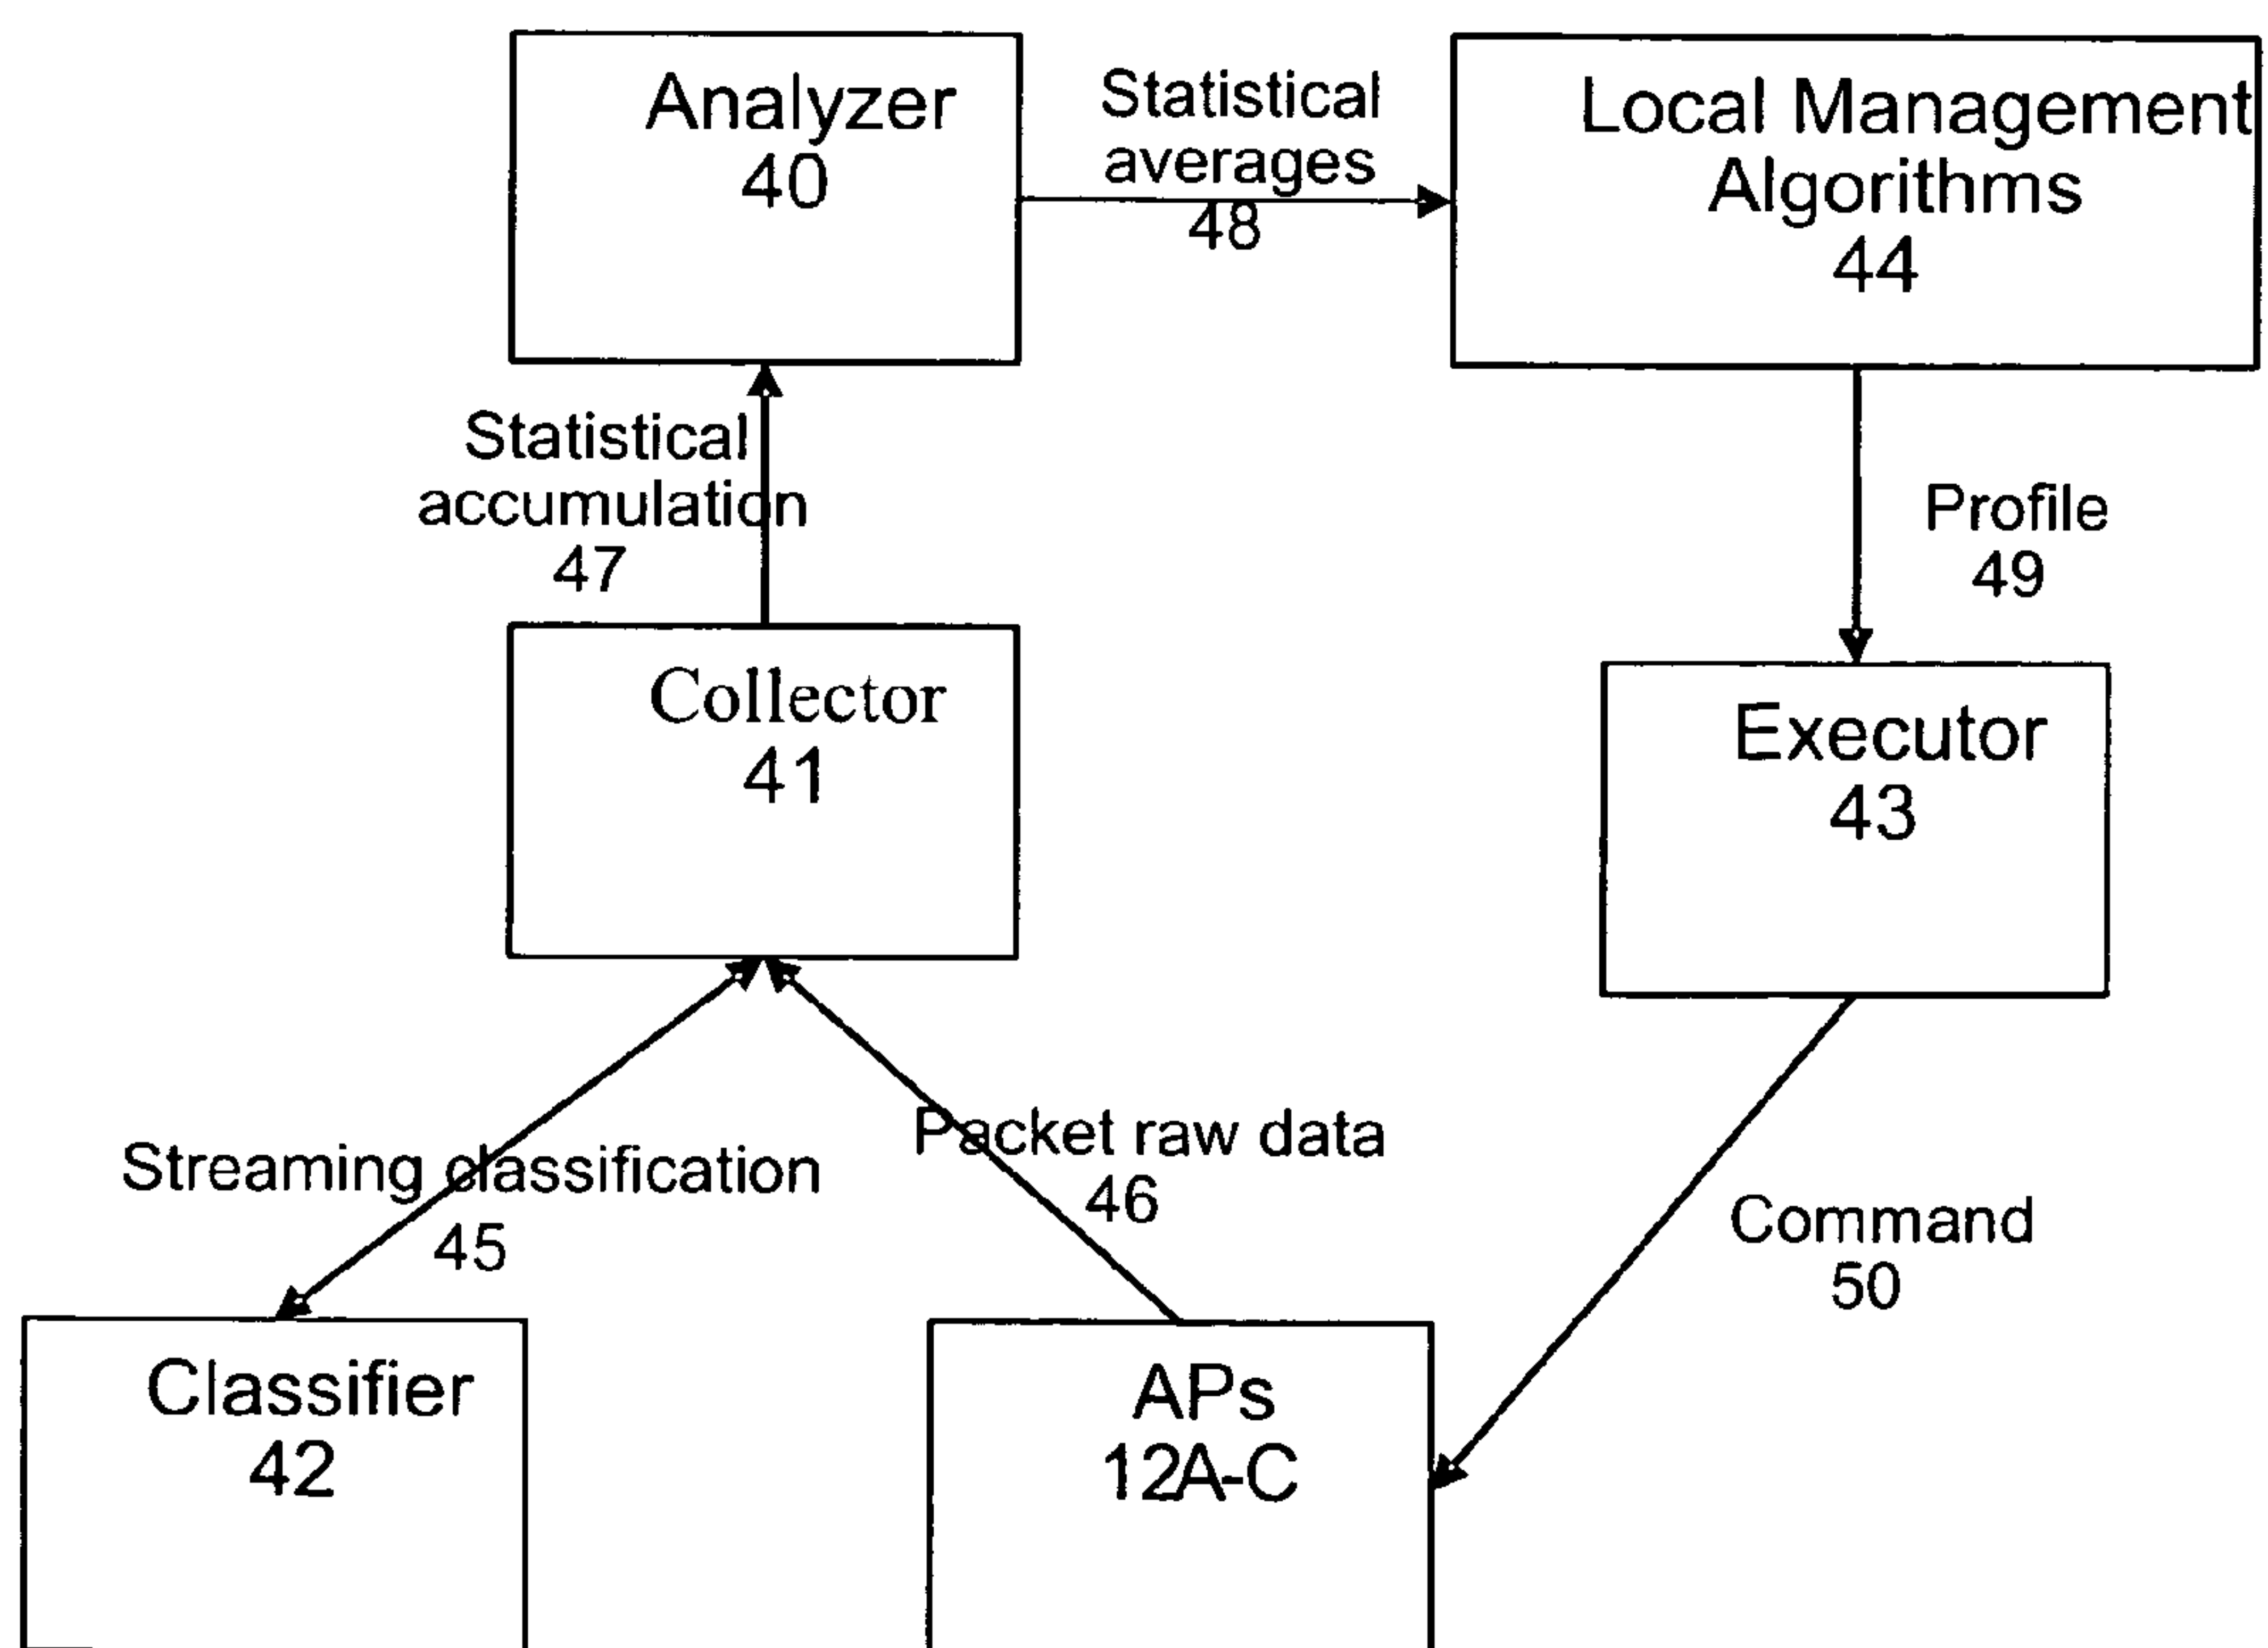 Analyzer
40
Statistical
averages
48
Local Management
Algorithms
44
Statistical
accumulation
47
Profile
49
Collector
41
Executor
43
Streaming classification
45
Packet raw data
46
Command
50
Classifier
42
APs
12A-C